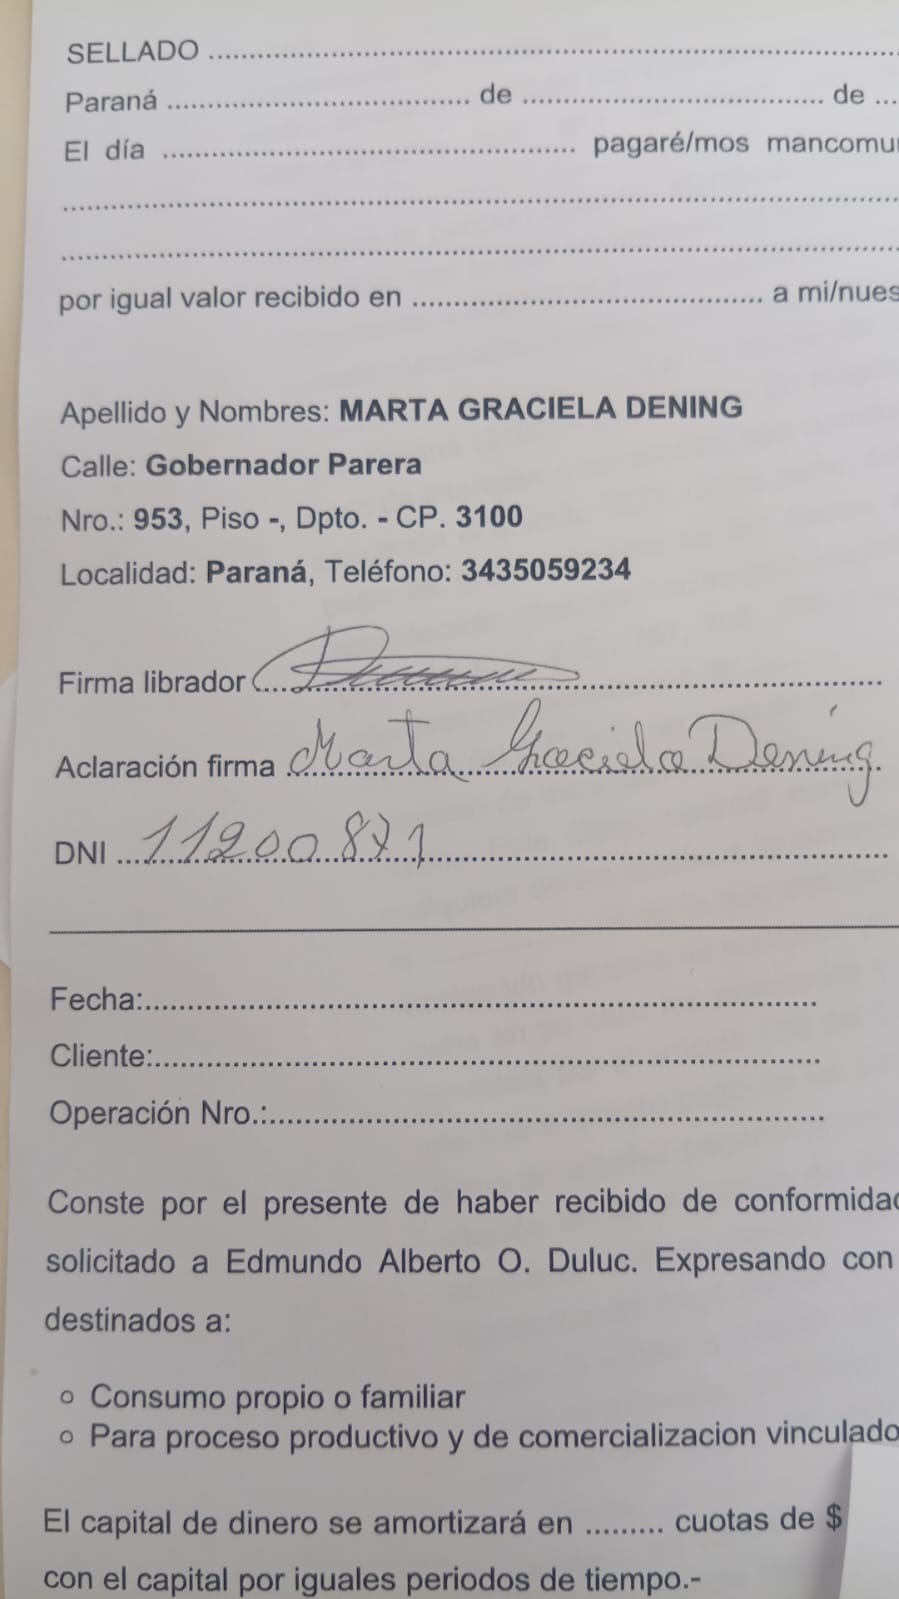 SELLADO ........................................................................
Paraná .................................. de .................................. de ...
El día .............................................. pagaré/mos mancomu
................................................................................
................................................................................
por igual valor recibido en ....................................... a mi/nues
Apellido y Nombres: MARTA GRACIELA DENING
Calle: Gobernador Parera
Nro.: 953, Piso -, Dpto. - CP. 3100
Localidad: Paraná, Teléfono: 3435059234
Firma librador ................................................................
Aclaración firma Marta Graciela Dening
DNI 11200871
Fecha:...........................................................................
Cliente:..........................................................................
Operación Nro.:..............................................................
Conste por el presente de haber recibido de conformidad
solicitado a Edmundo Alberto O. Duluc. Expresando con
destinados a:
○ Consumo propio o familiar
○ Para proceso productivo y de comercializacion vinculado
El capital de dinero se amortizará en ......... cuotas de $
con el capital por iguales periodos de tiempo.-